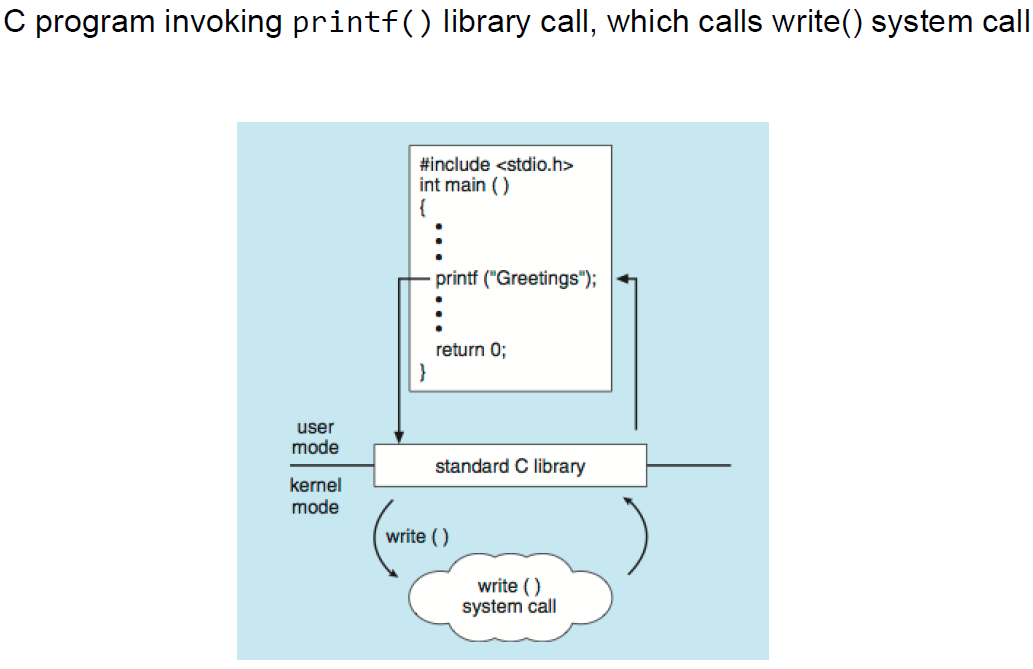 C program invoking printf() library call, which calls write() system call
#include <stdio.h>
int main ( )
{
printf ("Greetings");
return 0;
}
user
mode
standard C library
kernel
mode
write ( )
write ( )
system call